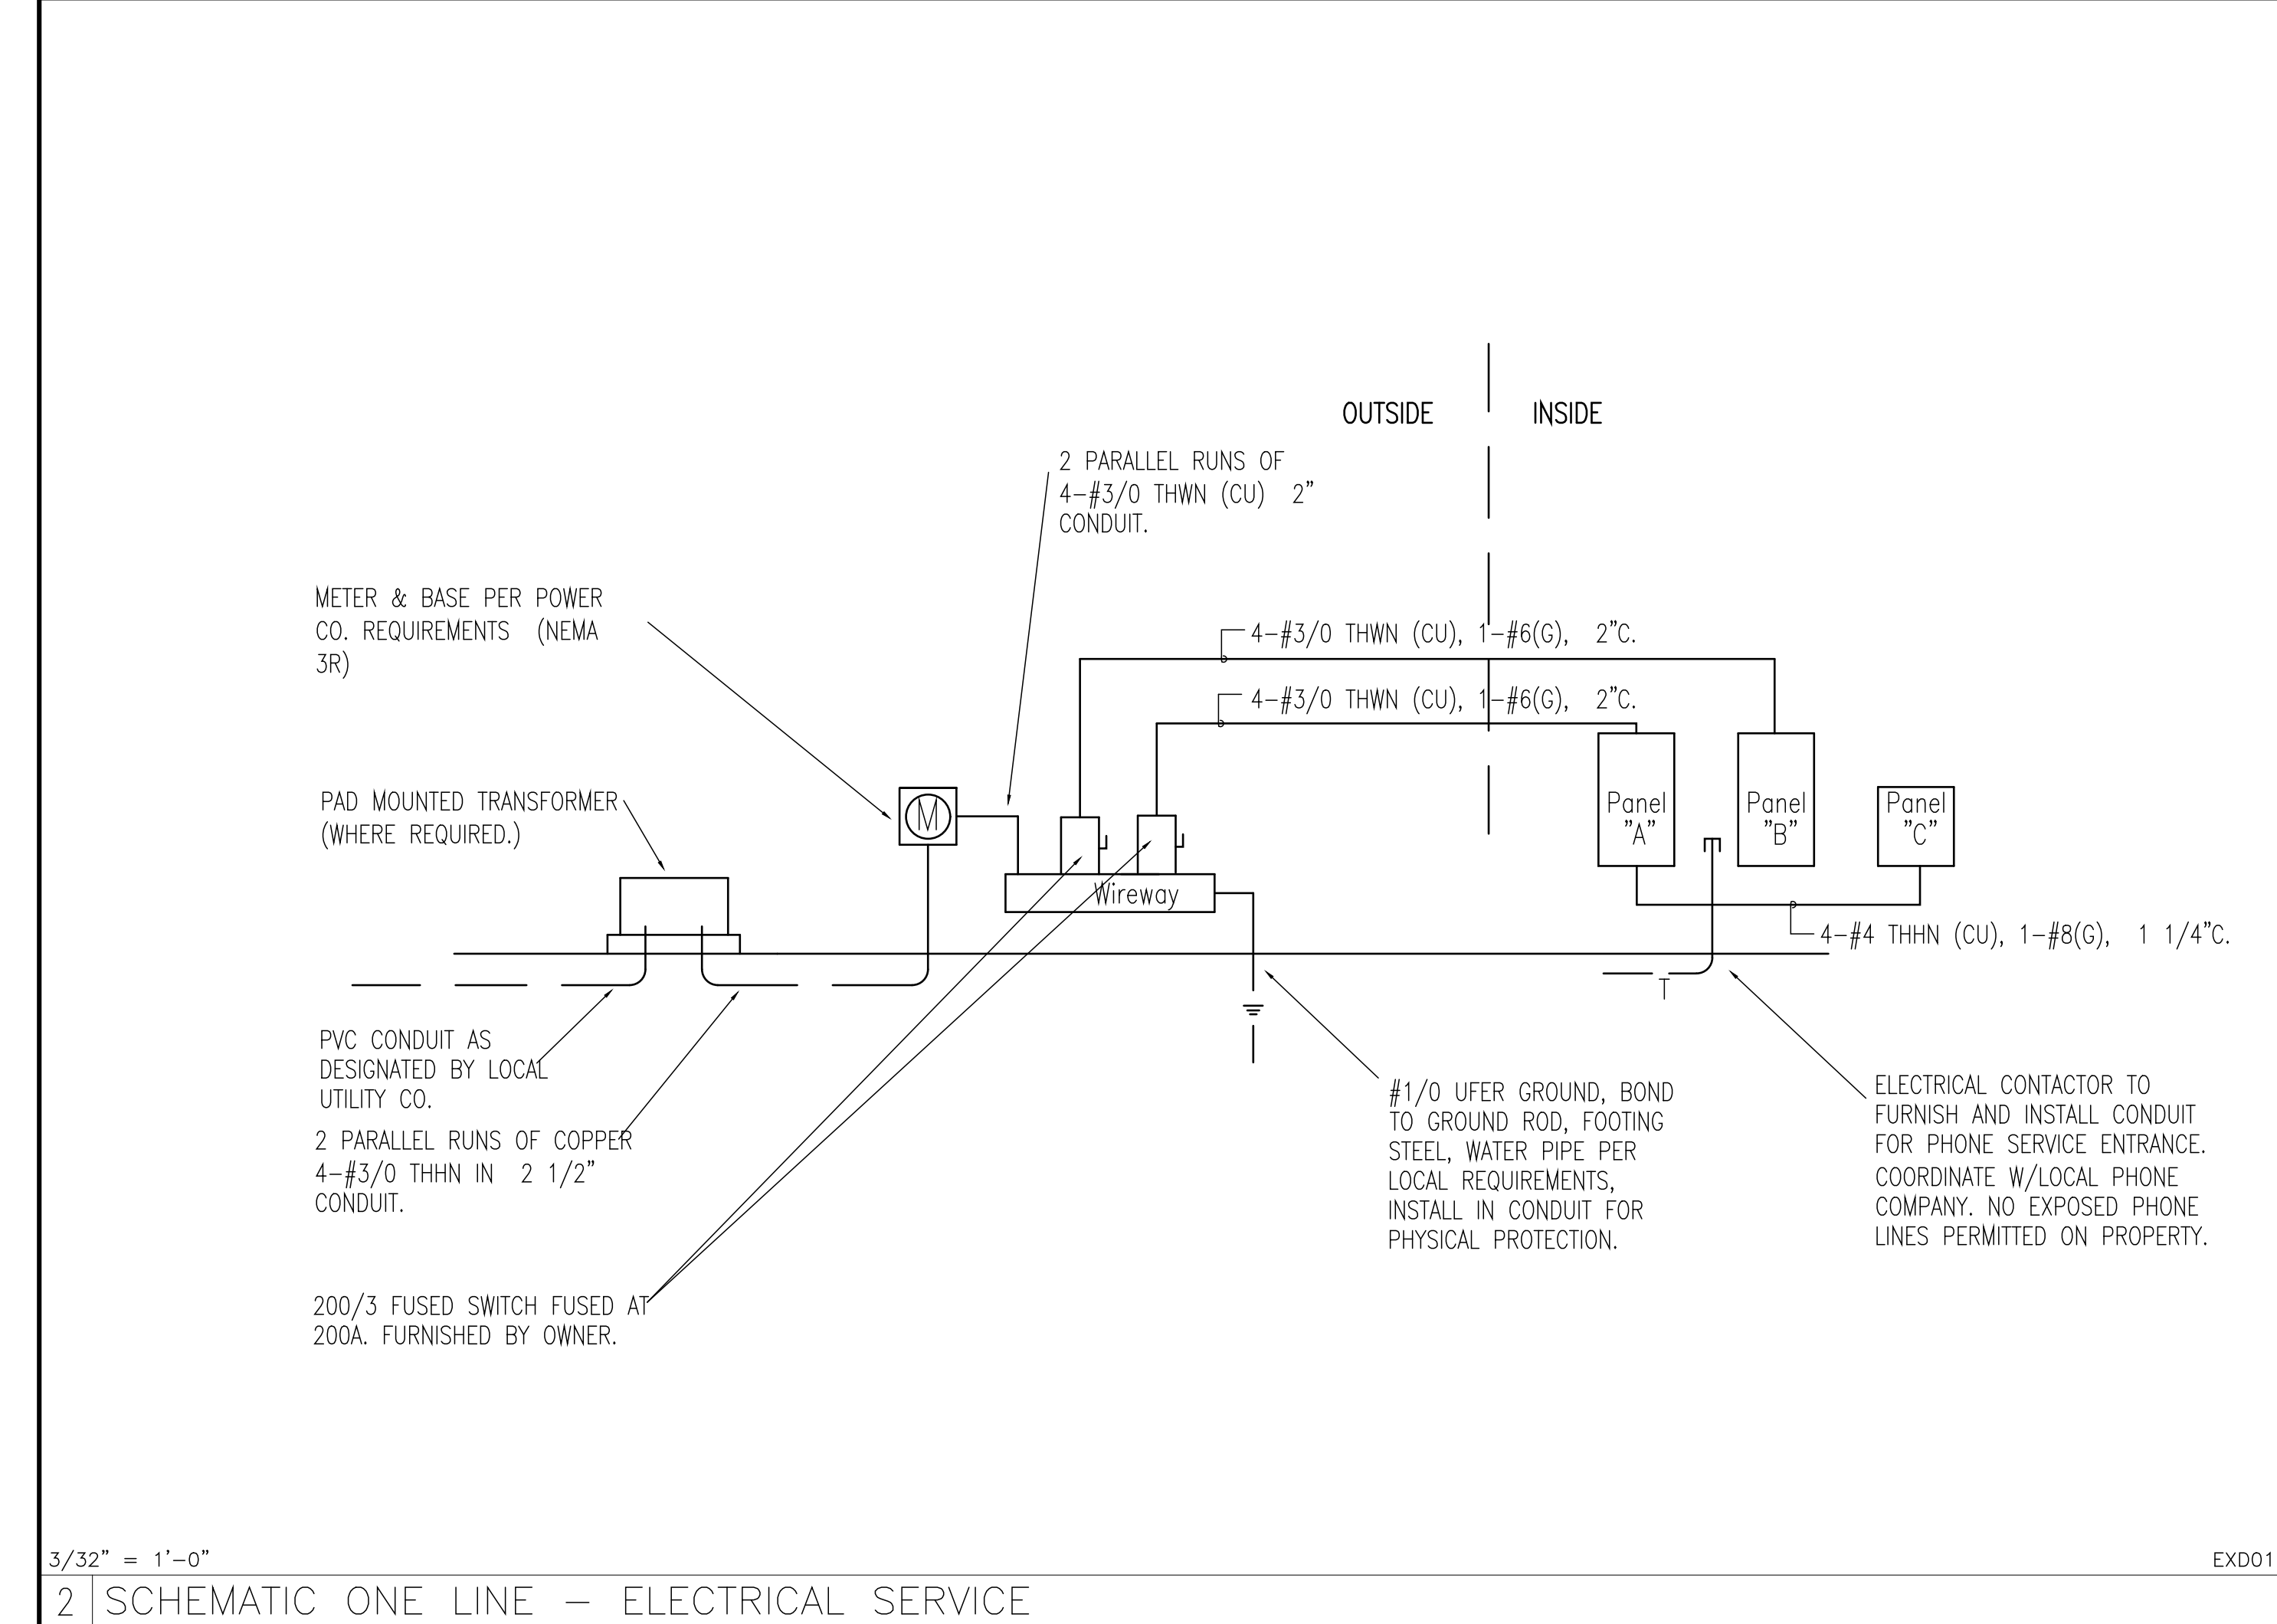 OUTSIDE
INSIDE
2 PARALLEL RUNS OF
4-#3/0 THWN (CU) 2"
CONDUIT.
METER & BASE PER POWER
CO. REQUIREMENTS (NEMA
3R)
4-#3/0 THWN (CU), 1-#6(G), 2"C.
4-#3/0 THWN (CU), 1-#6(G), 2"C.
PAD MOUNTED TRANSFORMER
(WHERE REQUIRED.)
M
Panel
"A"
Panel
"B"
Panel
"C"
Wireway
4-#4 THHN (CU), 1-#8(G), 1 1/4"C.
T
PVC CONDUIT AS
DESIGNATED BY LOCAL
UTILITY CO.
2 PARALLEL RUNS OF COPPER
4-#3/0 THHN IN 2 1/2"
CONDUIT.
#1/0 UFER GROUND, BOND
TO GROUND ROD, FOOTING
STEEL, WATER PIPE PER
LOCAL REQUIREMENTS,
INSTALL IN CONDUIT FOR
PHYSICAL PROTECTION.
ELECTRICAL CONTACTOR TO
FURNISH AND INSTALL CONDUIT
FOR PHONE SERVICE ENTRANCE.
COORDINATE W/LOCAL PHONE
COMPANY. NO EXPOSED PHONE
LINES PERMITTED ON PROPERTY.
200/3 FUSED SWITCH FUSED AT
200A. FURNISHED BY OWNER.
3/32" = 1'-0"
EXD01
2 SCHEMATIC ONE LINE - ELECTRICAL SERVICE